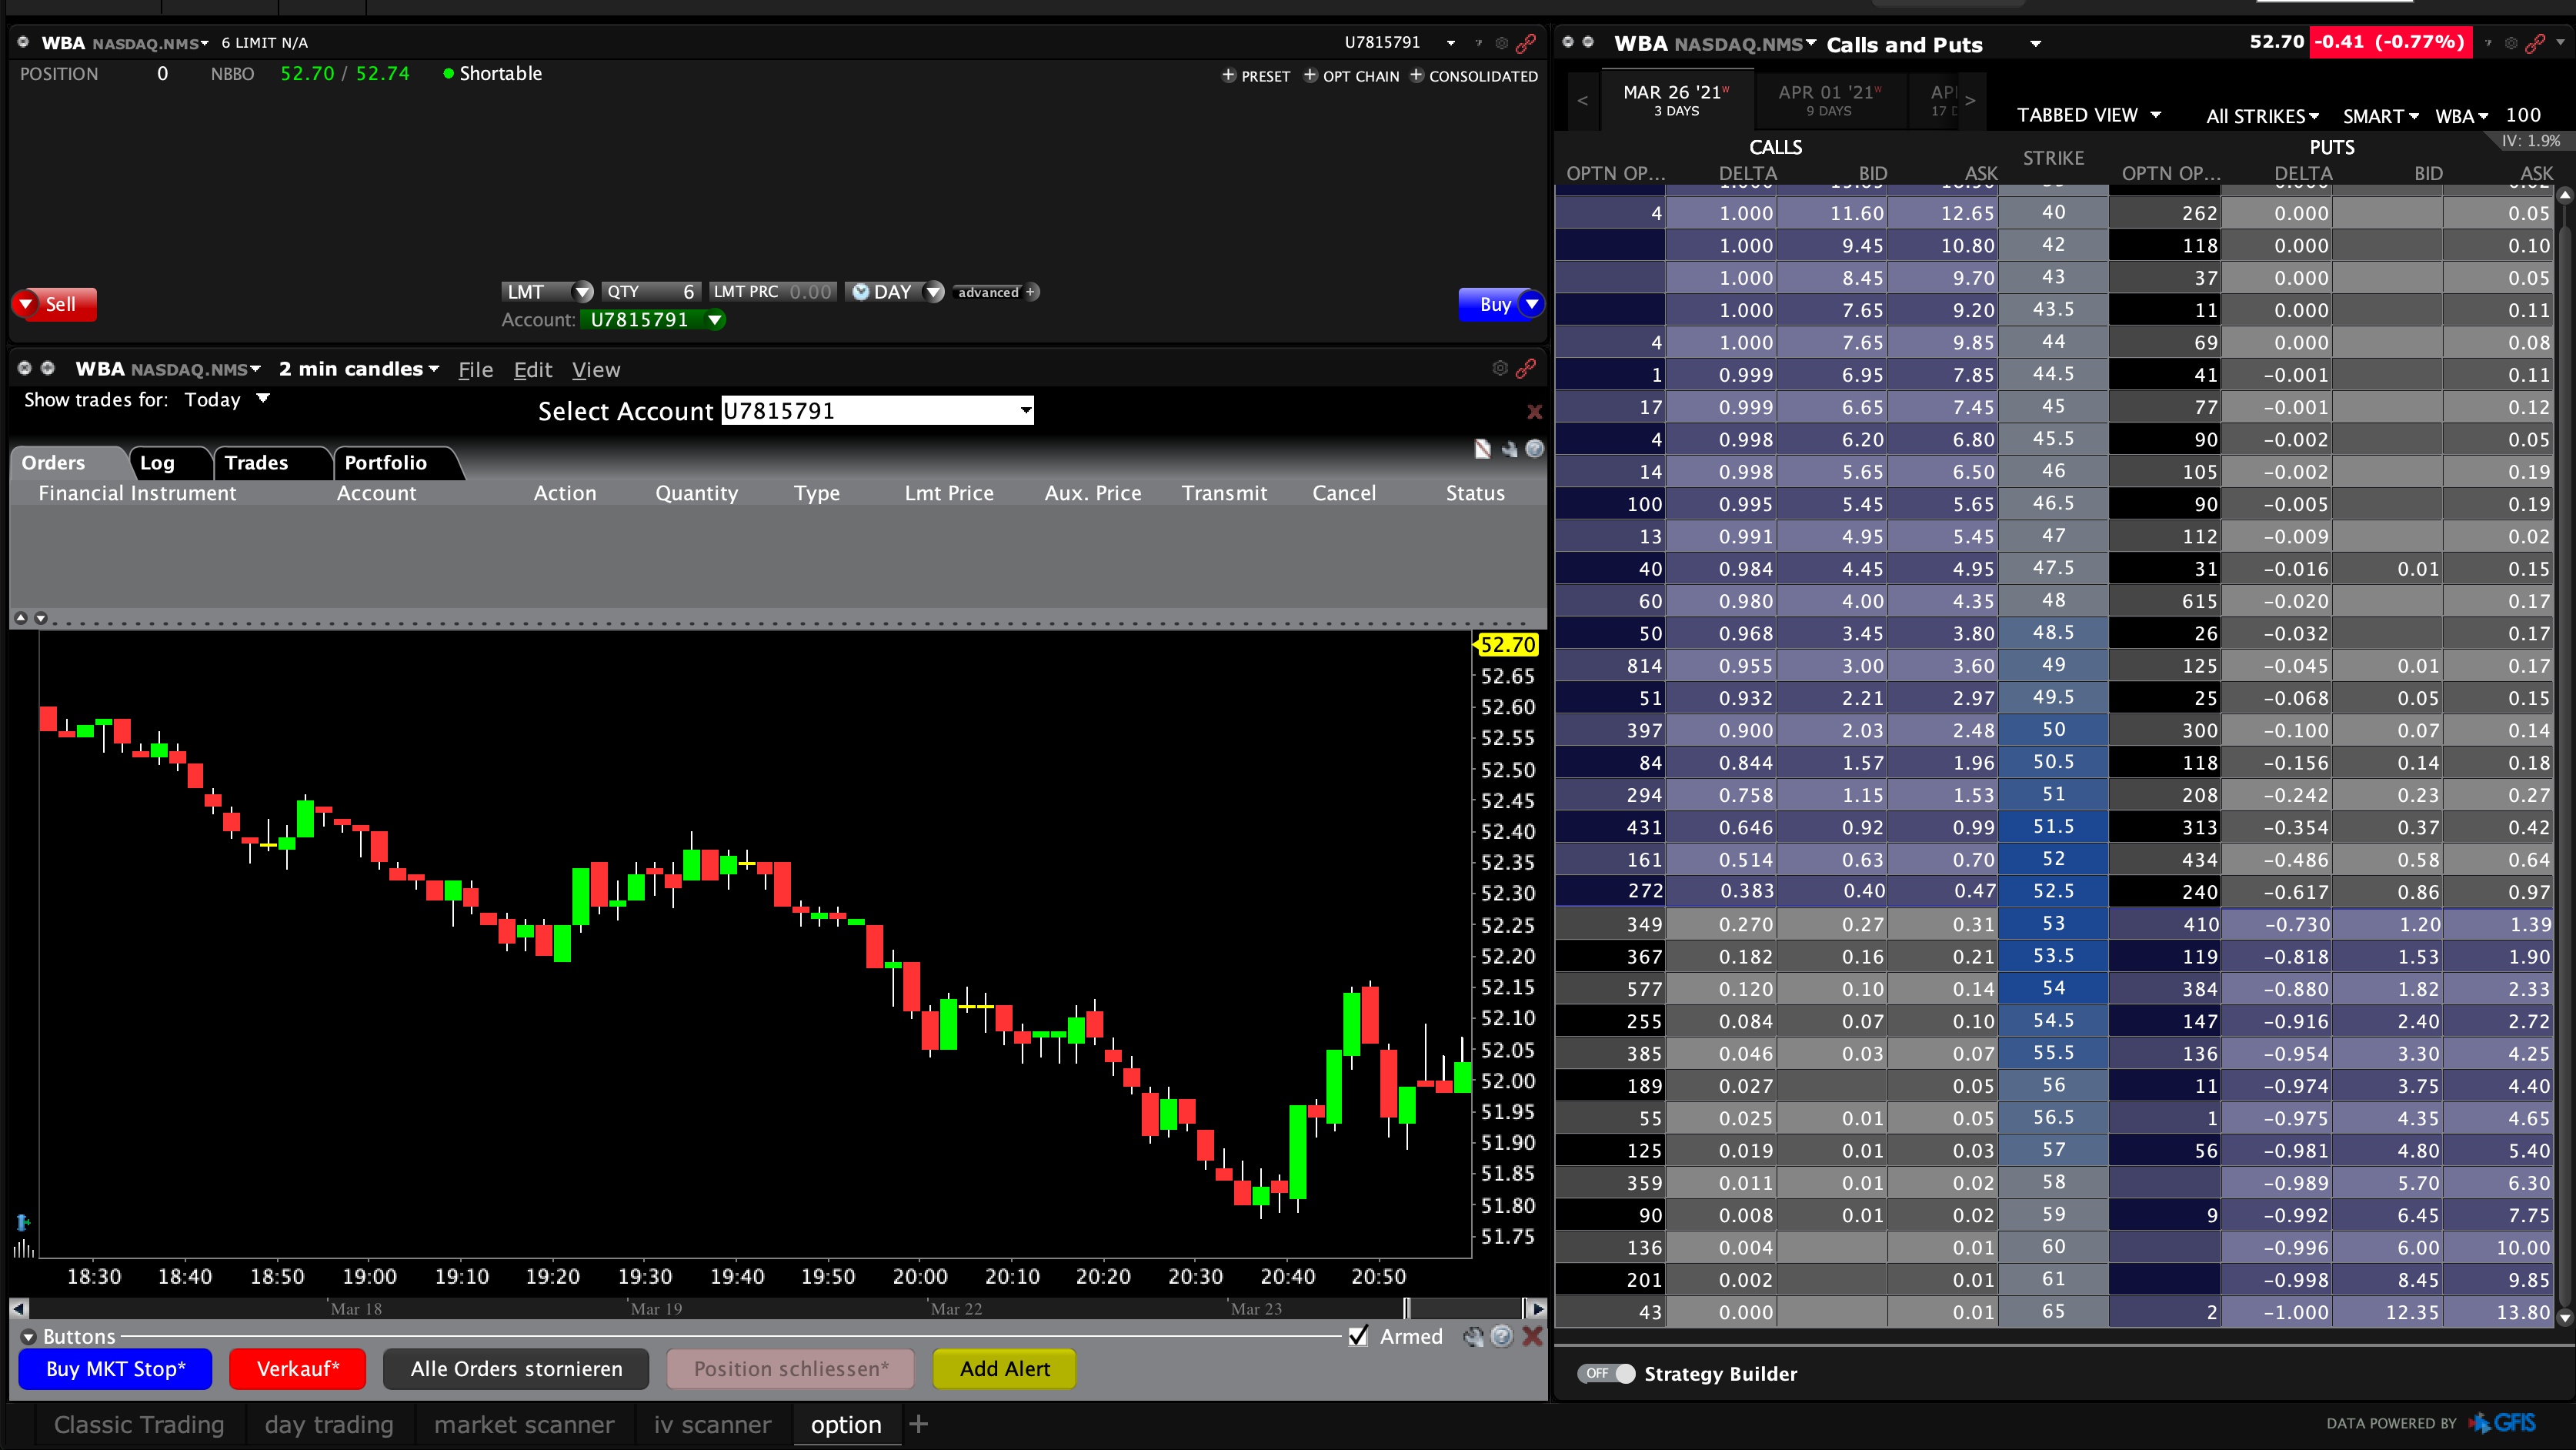 WBA NASDAQ.NMS 6 LIMIT N/A U7815791
POSITION 0 NBBO 52.70 / 52.74 Shortable + PRESET + OPT CHAIN + CONSOLIDATED
Sell LMT QTY 6 LMT PRC 0.00 DAY advanced + Buy
Account: U7815791
WBA NASDAQ.NMS 2 min candles File Edit View
Show trades for: Today Select Account U7815791
Orders Log Trades Portfolio
Financial Instrument Account Action Quantity Type Lmt Price Aux. Price Transmit Cancel Status
52.70
52.65
52.60
52.55
52.50
52.45
52.40
52.35
52.30
52.25
52.20
52.15
52.10
52.05
52.00
51.95
51.90
51.85
51.80
51.75
18:30 18:40 18:50 19:00 19:10 19:20 19:30 19:40 19:50 20:00 20:10 20:20 20:30 20:40 20:50
Mar 18 Mar 19 Mar 22 Mar 23
Buttons Armed
Buy MKT Stop* Verkauf* Alle Orders stornieren Position schliessen* Add Alert
Classic Trading day trading market scanner iv scanner option +
WBA NASDAQ.NMS Calls and Puts 52.70 -0.41 (-0.77%)
< MAR 26 '21 W APR 01 '21 W >
3 DAYS 9 DAYS
TABBED VIEW All STRIKES SMART WBA 100
IV: 1.9%
CALLS STRIKE PUTS
OPTN OP... DELTA BID ASK OPTN OP... DELTA BID ASK
4 1.000 11.60 12.65 40 262 0.000 0.05
1.000 9.45 10.80 42 118 0.000 0.10
1.000 8.45 9.70 43 37 0.000 0.05
1.000 7.65 9.20 43.5 11 0.000 0.11
4 1.000 7.65 9.85 44 69 0.000 0.08
1 0.999 6.95 7.85 44.5 41 -0.001 0.11
17 0.999 6.65 7.45 45 77 -0.001 0.12
4 0.998 6.20 6.80 45.5 90 -0.002 0.05
14 0.998 5.65 6.50 46 105 -0.002 0.19
100 0.995 5.45 5.65 46.5 90 -0.005 0.19
13 0.991 4.95 5.45 47 112 -0.009 0.02
40 0.984 4.45 4.95 47.5 31 -0.016 0.01 0.15
60 0.980 4.00 4.35 48 615 -0.020 0.17
50 0.968 3.45 3.80 48.5 26 -0.032 0.17
814 0.955 3.00 3.60 49 125 -0.045 0.01 0.17
51 0.932 2.21 2.97 49.5 25 -0.068 0.05 0.15
397 0.900 2.03 2.48 50 300 -0.100 0.07 0.14
84 0.844 1.57 1.96 50.5 118 -0.156 0.14 0.18
294 0.758 1.15 1.53 51 208 -0.242 0.23 0.27
431 0.646 0.92 0.99 51.5 313 -0.354 0.37 0.42
161 0.514 0.63 0.70 52 434 -0.486 0.58 0.64
272 0.383 0.40 0.47 52.5 240 -0.617 0.86 0.97
349 0.270 0.27 0.31 53 410 -0.730 1.20 1.39
367 0.182 0.16 0.21 53.5 119 -0.818 1.53 1.90
577 0.120 0.10 0.14 54 384 -0.880 1.82 2.33
255 0.084 0.07 0.10 54.5 147 -0.916 2.40 2.72
385 0.046 0.03 0.07 55.5 136 -0.954 3.30 4.25
189 0.027 0.05 56 11 -0.974 3.75 4.40
55 0.025 0.01 0.05 56.5 1 -0.975 4.35 4.65
125 0.019 0.01 0.03 57 56 -0.981 4.80 5.40
359 0.011 0.01 0.02 58 -0.989 5.70 6.30
90 0.008 0.01 0.02 59 9 -0.992 6.45 7.75
136 0.004 0.01 60 -0.996 6.00 10.00
201 0.002 0.01 61 -0.998 8.45 9.85
43 0.000 0.01 65 2 -1.000 12.35 13.80
OFF Strategy Builder
DATA POWERED BY GFIS